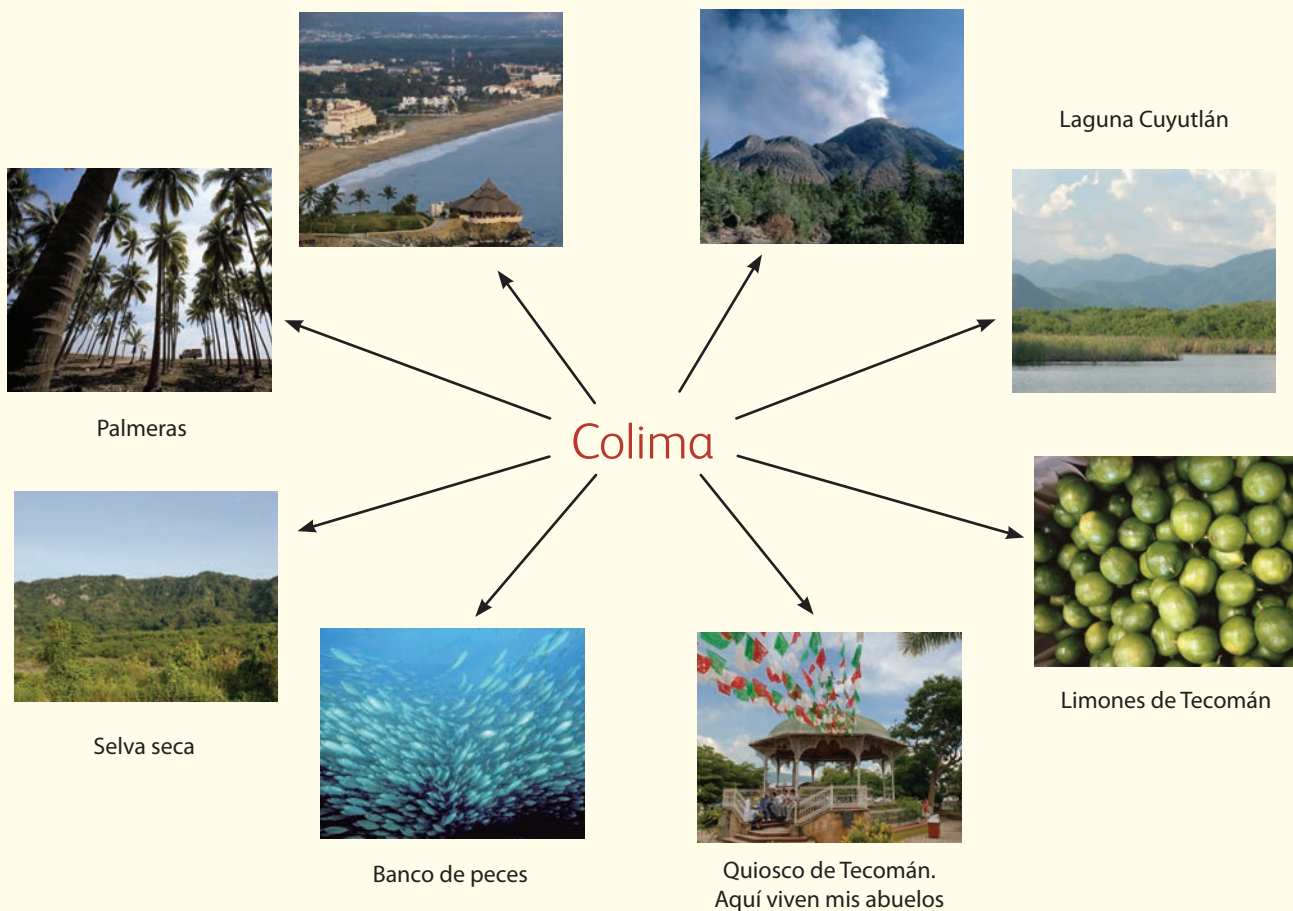 Laguna Cuyutlán
Palmeras
Colima
Selva seca
Limones de Tecomán
Banco de peces
Quiosco de Tecomán.
Aquí viven mis abuelos